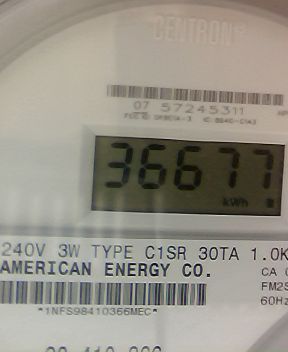 CENTRON
07 57245311
36677
kWh
240V 3W TYPE C1SR 30TA 1.0K
AMERICAN ENERGY CO.
CA
FM2S
60Hz
*1NFS98410366MEC*